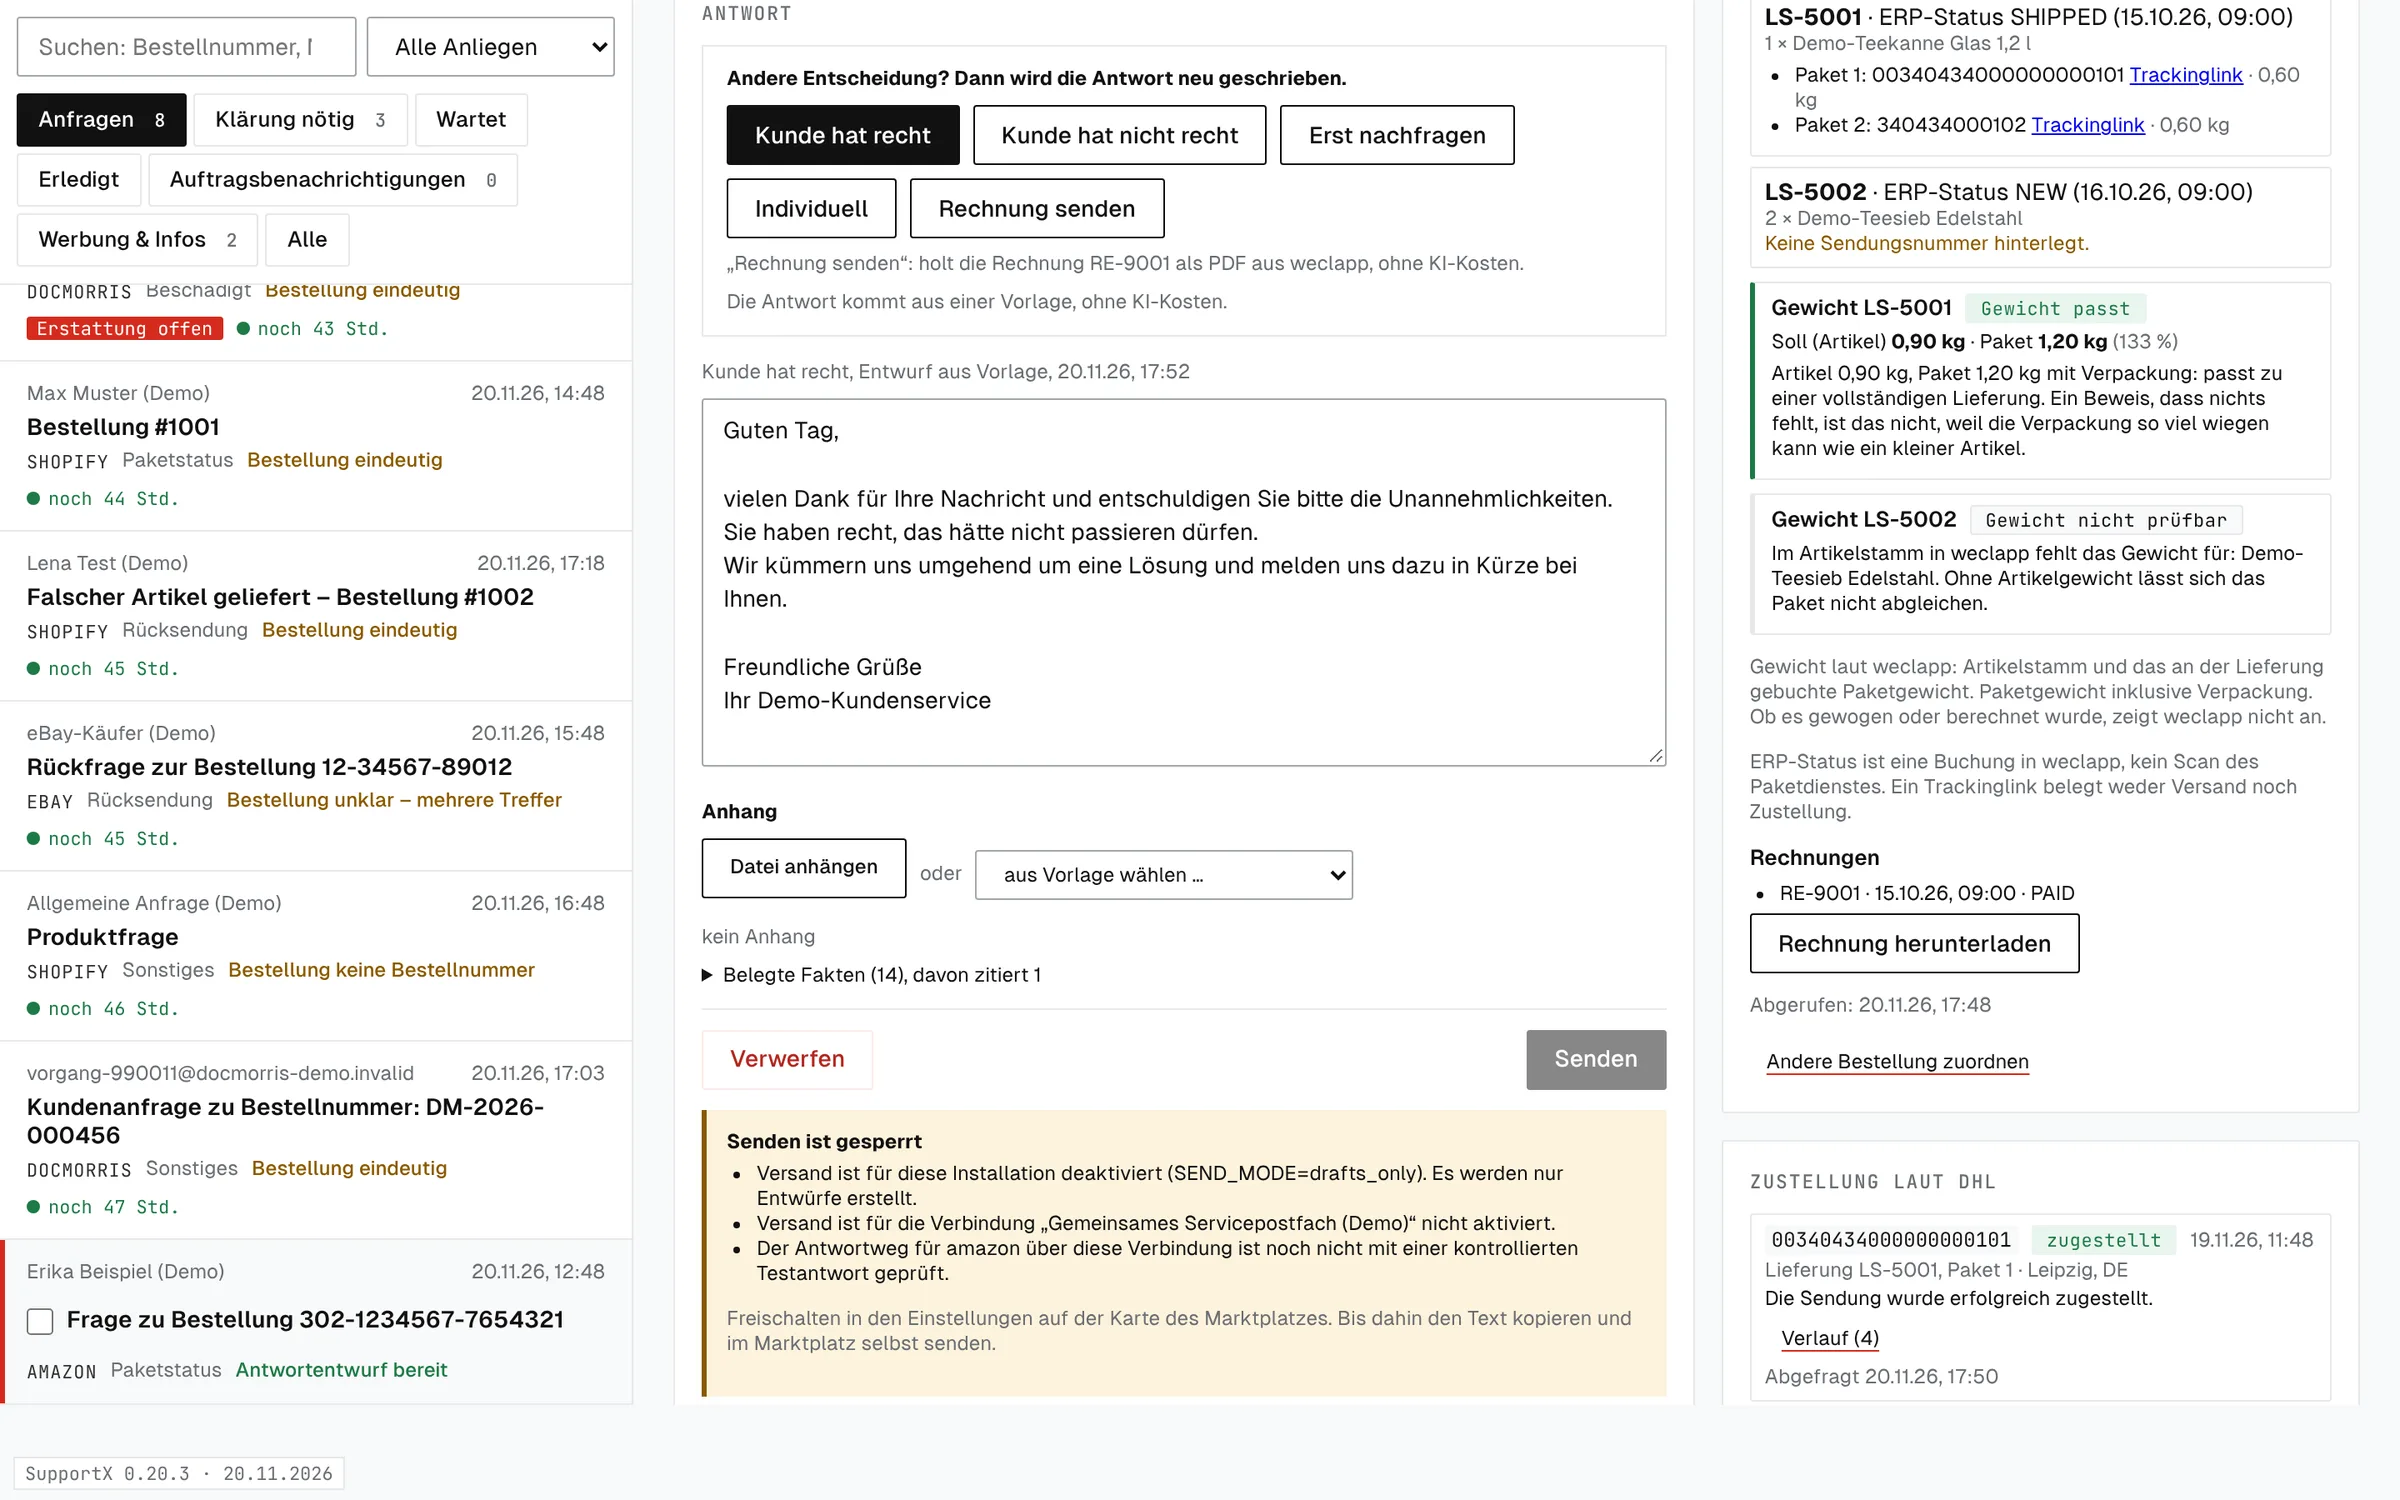 Suchen: Bestellnummer, 
Alle Anliegen
Anfragen 8
Klärung nötig 3
Wartet
Erledigt
Auftragsbenachrichtigungen 0
Werbung & Infos 2
Alle
DOCMORRIS Beschädigt Bestellung eindeutig
Erstattung offen noch 43 Std.
Max Muster (Demo) 20.11.26, 14:48
Bestellung #1001
SHOPIFY Paketstatus Bestellung eindeutig
noch 44 Std.
Lena Test (Demo) 20.11.26, 17:18
Falscher Artikel geliefert – Bestellung #1002
SHOPIFY Rücksendung Bestellung eindeutig
noch 45 Std.
eBay-Käufer (Demo) 20.11.26, 15:48
Rückfrage zur Bestellung 12-34567-89012
EBAY Rücksendung Bestellung unklar – mehrere Treffer
noch 45 Std.
Allgemeine Anfrage (Demo) 20.11.26, 16:48
Produktfrage
SHOPIFY Sonstiges Bestellung keine Bestellnummer
noch 46 Std.
vorgang-990011@docmorris-demo.invalid 20.11.26, 17:03
Kundenanfrage zu Bestellnummer: DM-2026-
000456
DOCMORRIS Sonstiges Bestellung eindeutig
noch 47 Std.
Erika Beispiel (Demo) 20.11.26, 12:48
Frage zu Bestellung 302-1234567-7654321
AMAZON Paketstatus Antwortentwurf bereit
SupportX 0.20.3 · 20.11.2026
ANTWORT
Andere Entscheidung? Dann wird die Antwort neu geschrieben.
Kunde hat recht
Kunde hat nicht recht
Erst nachfragen
Individuell
Rechnung senden
„Rechnung senden“: holt die Rechnung RE-9001 als PDF aus weclapp, ohne KI-Kosten.
Die Antwort kommt aus einer Vorlage, ohne KI-Kosten.
Kunde hat recht, Entwurf aus Vorlage, 20.11.26, 17:52
Guten Tag,
vielen Dank für Ihre Nachricht und entschuldigen Sie bitte die Unannehmlichkeiten.
Sie haben recht, das hätte nicht passieren dürfen.
Wir kümmern uns umgehend um eine Lösung und melden uns dazu in Kürze bei
Ihnen.
Freundliche Grüße
Ihr Demo-Kundenservice
Anhang
Datei anhängen oder aus Vorlage wählen ...
kein Anhang
Belegte Fakten (14), davon zitiert 1
Verwerfen
Senden
Senden ist gesperrt
• Versand ist für diese Installation deaktiviert (SEND_MODE=drafts_only). Es werden nur
Entwürfe erstellt.
• Versand ist für die Verbindung „Gemeinsames Servicepostfach (Demo)“ nicht aktiviert.
• Der Antwortweg für amazon über diese Verbindung ist noch nicht mit einer kontrollierten
Testantwort geprüft.
Freischalten in den Einstellungen auf der Karte des Marktplatzes. Bis dahin den Text kopieren und
im Marktplatz selbst senden.
LS-5001 · ERP-Status SHIPPED (15.10.26, 09:00)
1 × Demo-Teekanne Glas 1,2 l
• Paket 1: 00340434000000000101 Trackinglink · 0,60
kg
• Paket 2: 340434000102 Trackinglink · 0,60 kg
LS-5002 · ERP-Status NEW (16.10.26, 09:00)
2 × Demo-Teesieb Edelstahl
Keine Sendungsnummer hinterlegt.
Gewicht LS-5001 Gewicht passt
Soll (Artikel) 0,90 kg · Paket 1,20 kg (133 %)
Artikel 0,90 kg, Paket 1,20 kg mit Verpackung: passt zu
einer vollständigen Lieferung. Ein Beweis, dass nichts
fehlt, ist das nicht, weil die Verpackung so viel wiegen
kann wie ein kleiner Artikel.
Gewicht LS-5002 Gewicht nicht prüfbar
Im Artikelstamm in weclapp fehlt das Gewicht für: Demo-
Teesieb Edelstahl. Ohne Artikelgewicht lässt sich das
Paket nicht abgleichen.
Gewicht laut weclapp: Artikelstamm und das an der Lieferung
gebuchte Paketgewicht. Paketgewicht inklusive Verpackung.
Ob es gewogen oder berechnet wurde, zeigt weclapp nicht an.
ERP-Status ist eine Buchung in weclapp, kein Scan des
Paketdienstes. Ein Trackinglink belegt weder Versand noch
Zustellung.
Rechnungen
• RE-9001 · 15.10.26, 09:00 · PAID
Rechnung herunterladen
Abgerufen: 20.11.26, 17:48
Andere Bestellung zuordnen
ZUSTELLUNG LAUT DHL
00340434000000000101 zugestellt 19.11.26, 11:48
Lieferung LS-5001, Paket 1 · Leipzig, DE
Die Sendung wurde erfolgreich zugestellt.
Verlauf (4)
Abgefragt 20.11.26, 17:50